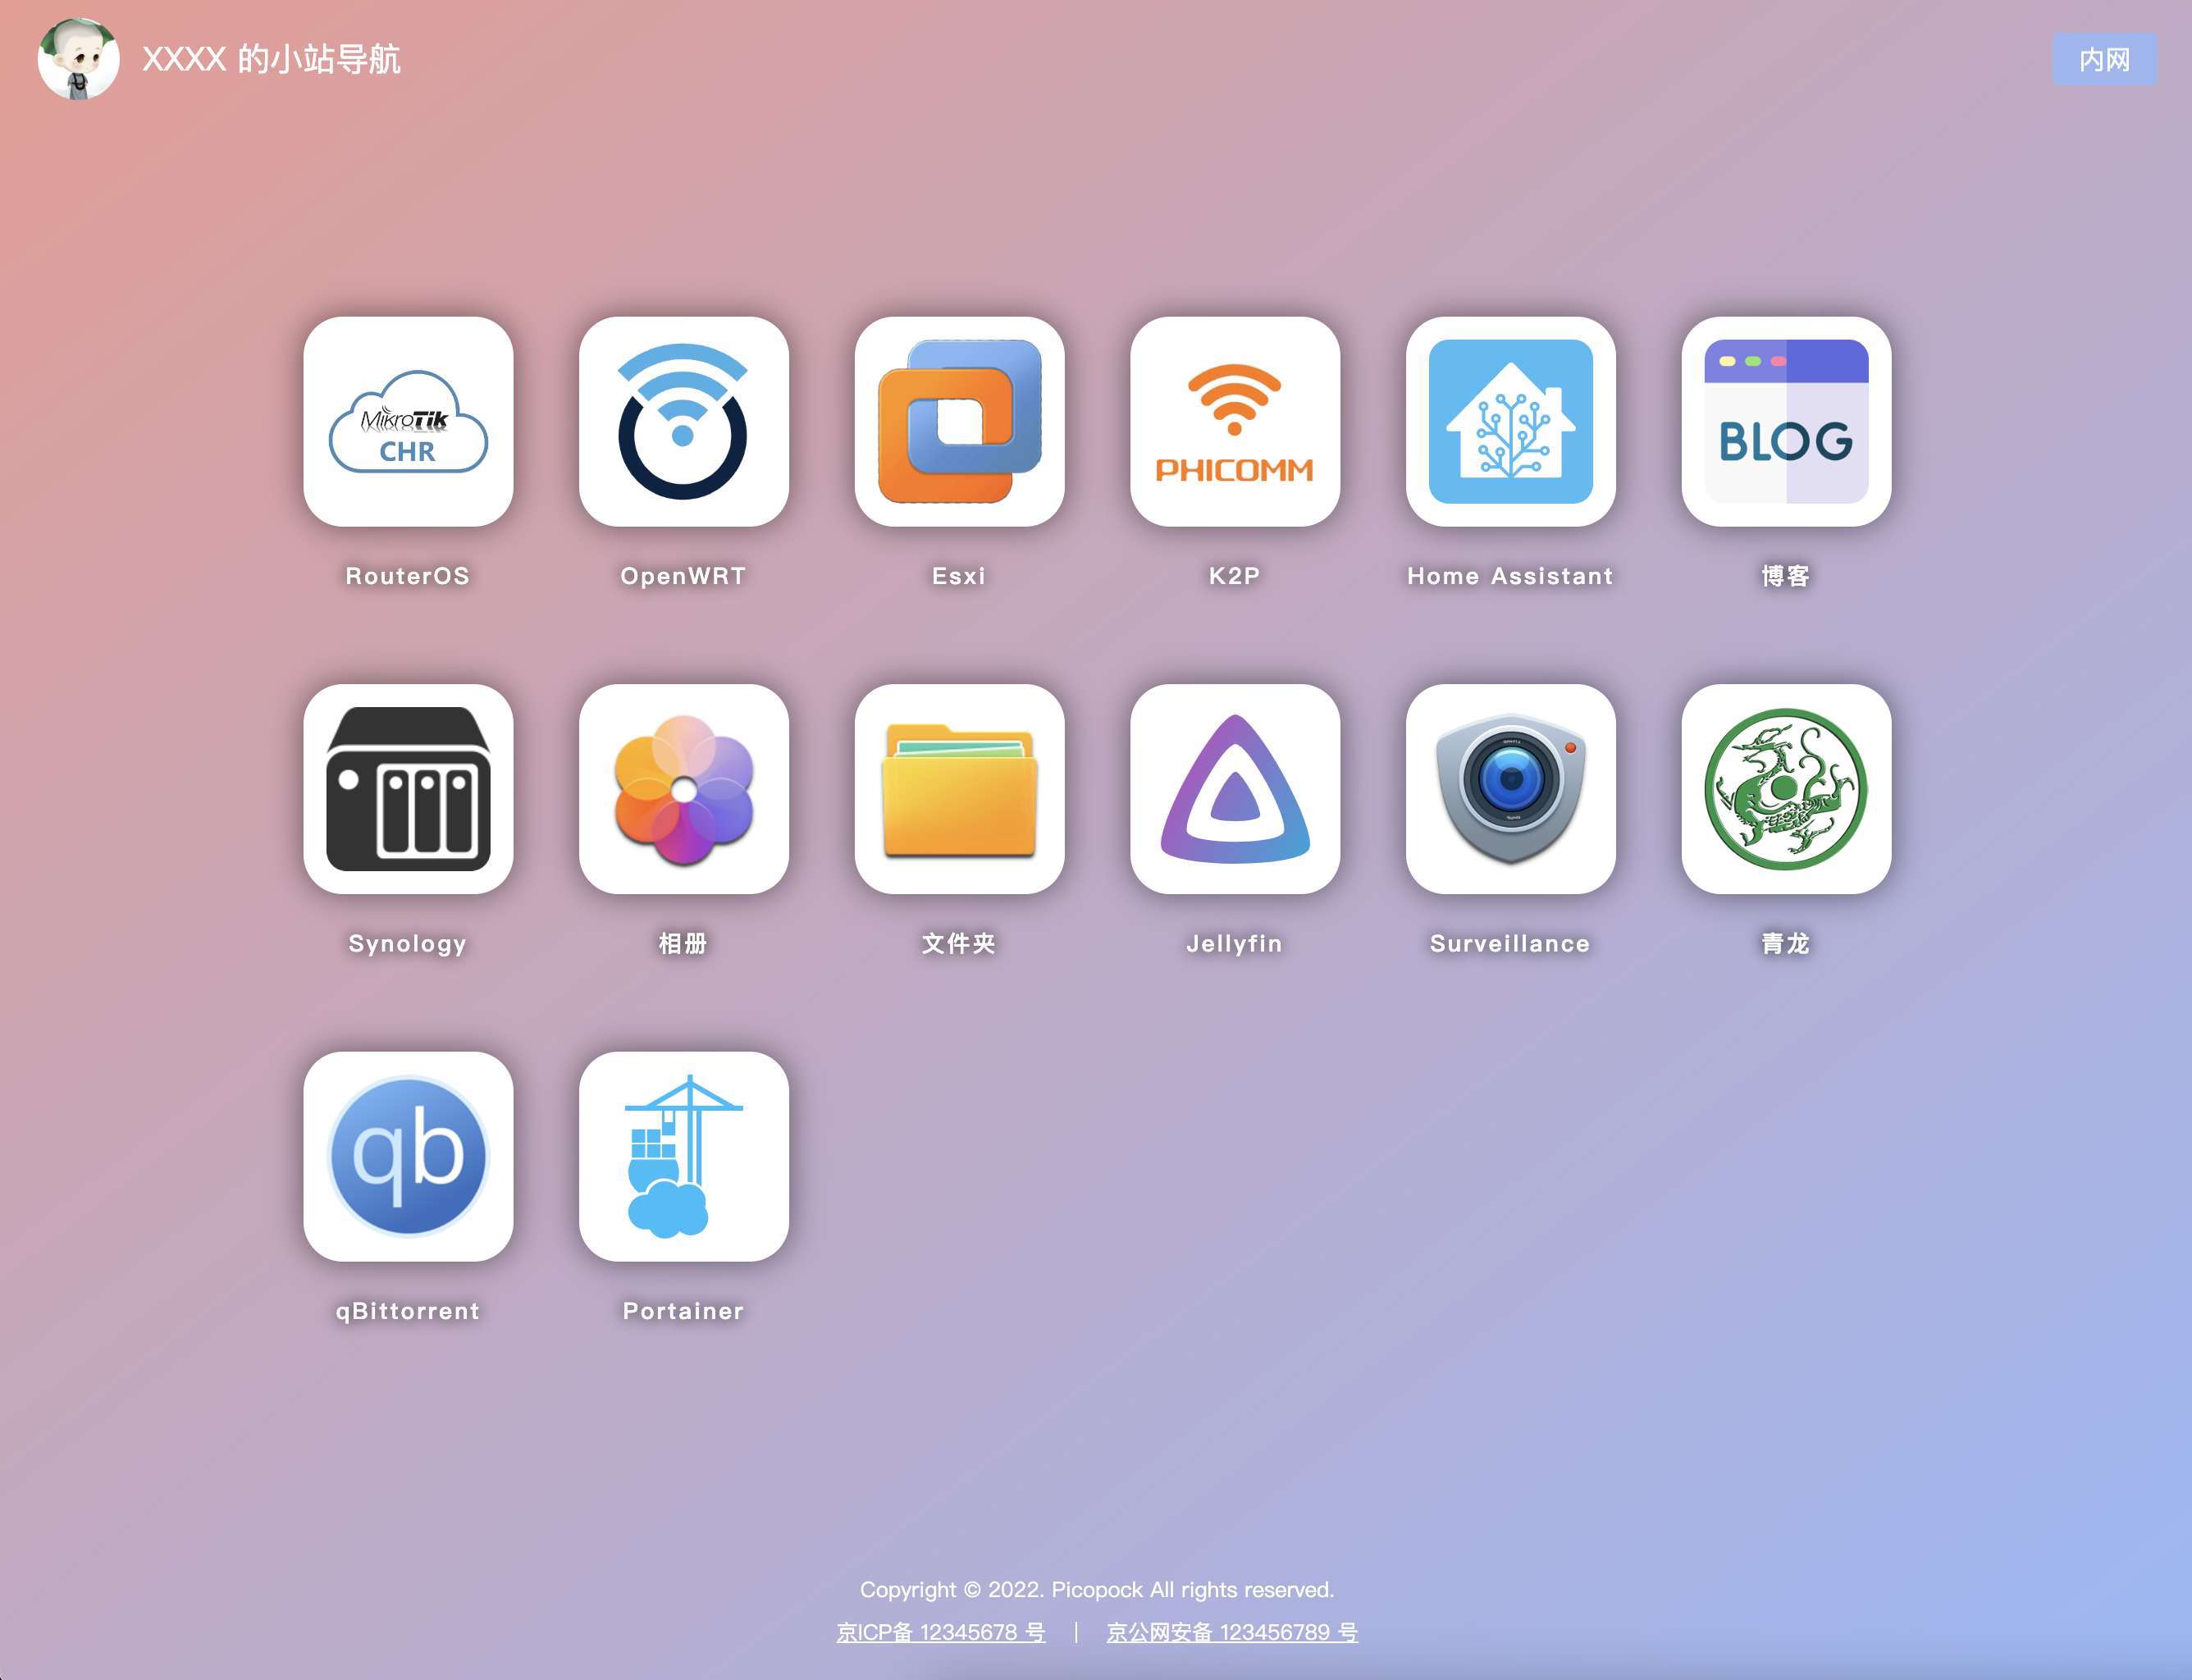 XXXX 的小站导航
内网
MikroTik
CHR
PHICOMM
BLOG
RouterOS
OpenWRT
Esxi
K2P
Home Assistant
博客
Synology
相册
文件夹
Jellyfin
Surveillance
青龙
qb
qBittorrent
Portainer
Copyright © 2022. Picopock All rights reserved.
京ICP备 12345678 号 | 京公网安备 123456789 号